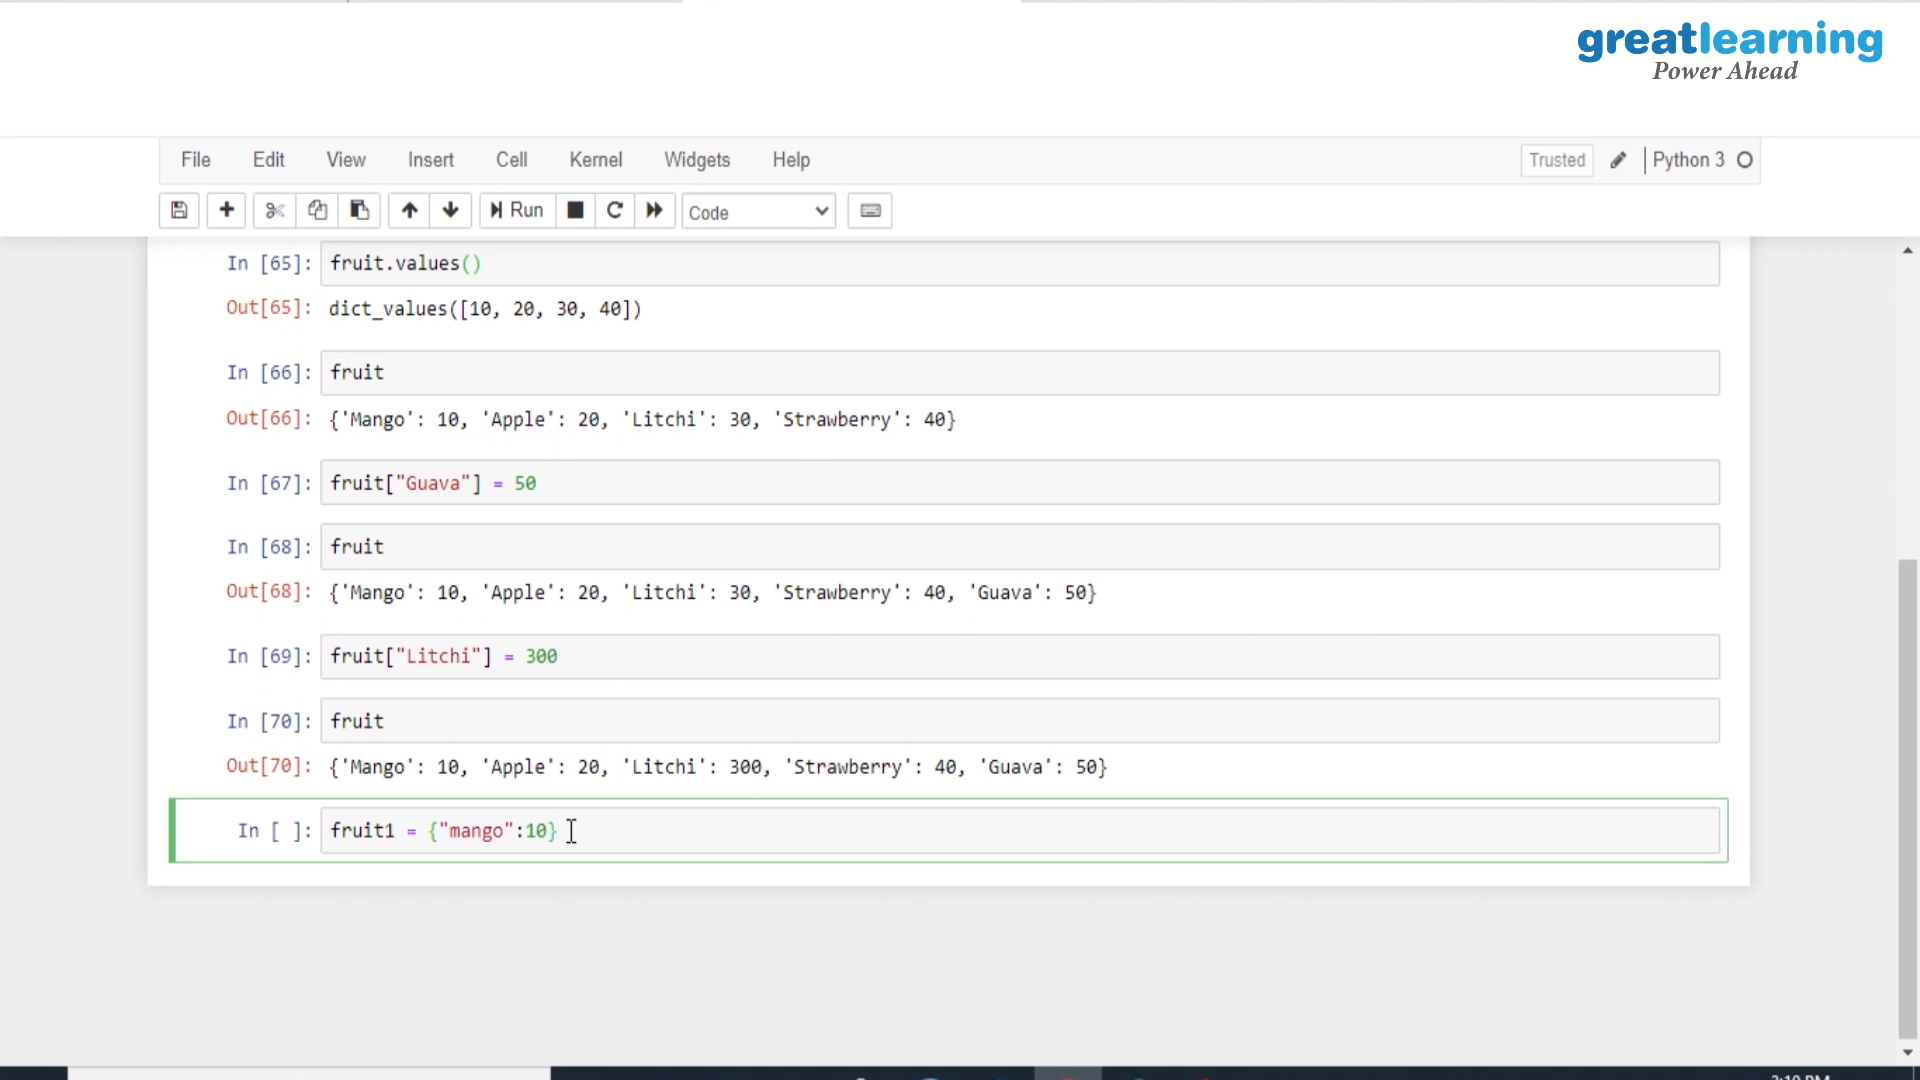 greatlearning
Power Ahead
File Edit View Insert Cell Kernel Widgets Help Trusted Python 3
Run Code
In [65]: fruit.values()
Out[65]: dict_values([10, 20, 30, 40])
In [66]: fruit
Out[66]: {'Mango': 10, 'Apple': 20, 'Litchi': 30, 'Strawberry': 40}
In [67]: fruit["Guava"] = 50
In [68]: fruit
Out[68]: {'Mango': 10, 'Apple': 20, 'Litchi': 30, 'Strawberry': 40, 'Guava': 50}
In [69]: fruit["Litchi"] = 300
In [70]: fruit
Out[70]: {'Mango': 10, 'Apple': 20, 'Litchi': 300, 'Strawberry': 40, 'Guava': 50}
In [ ]: fruit1 = {"mango":10}